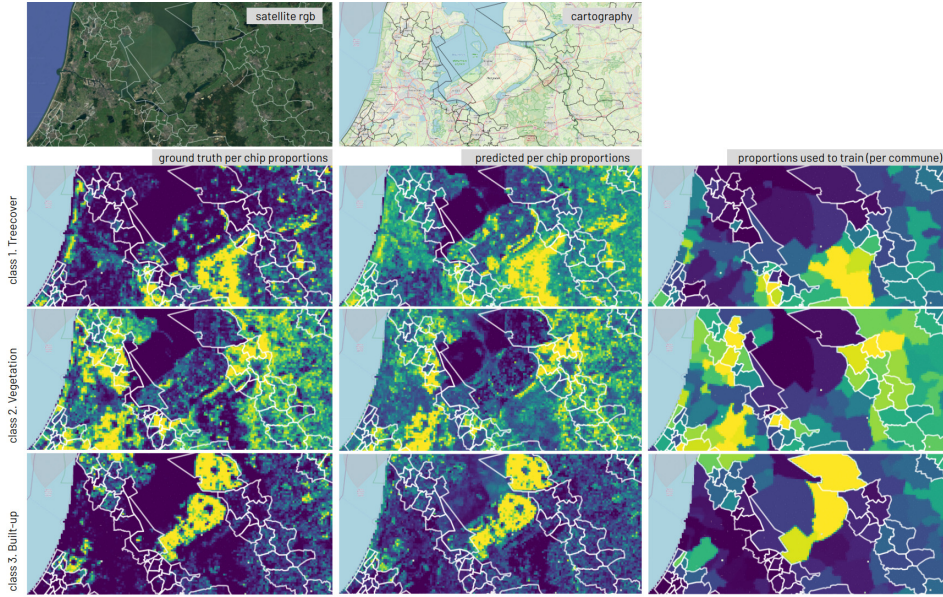 satellite rgb
cartography
ground truth per chip proportions
predicted per chip proportions
proportions used to train (per commune)
class 1. Treecover
class 2. Vegetation
class 3. Built-up